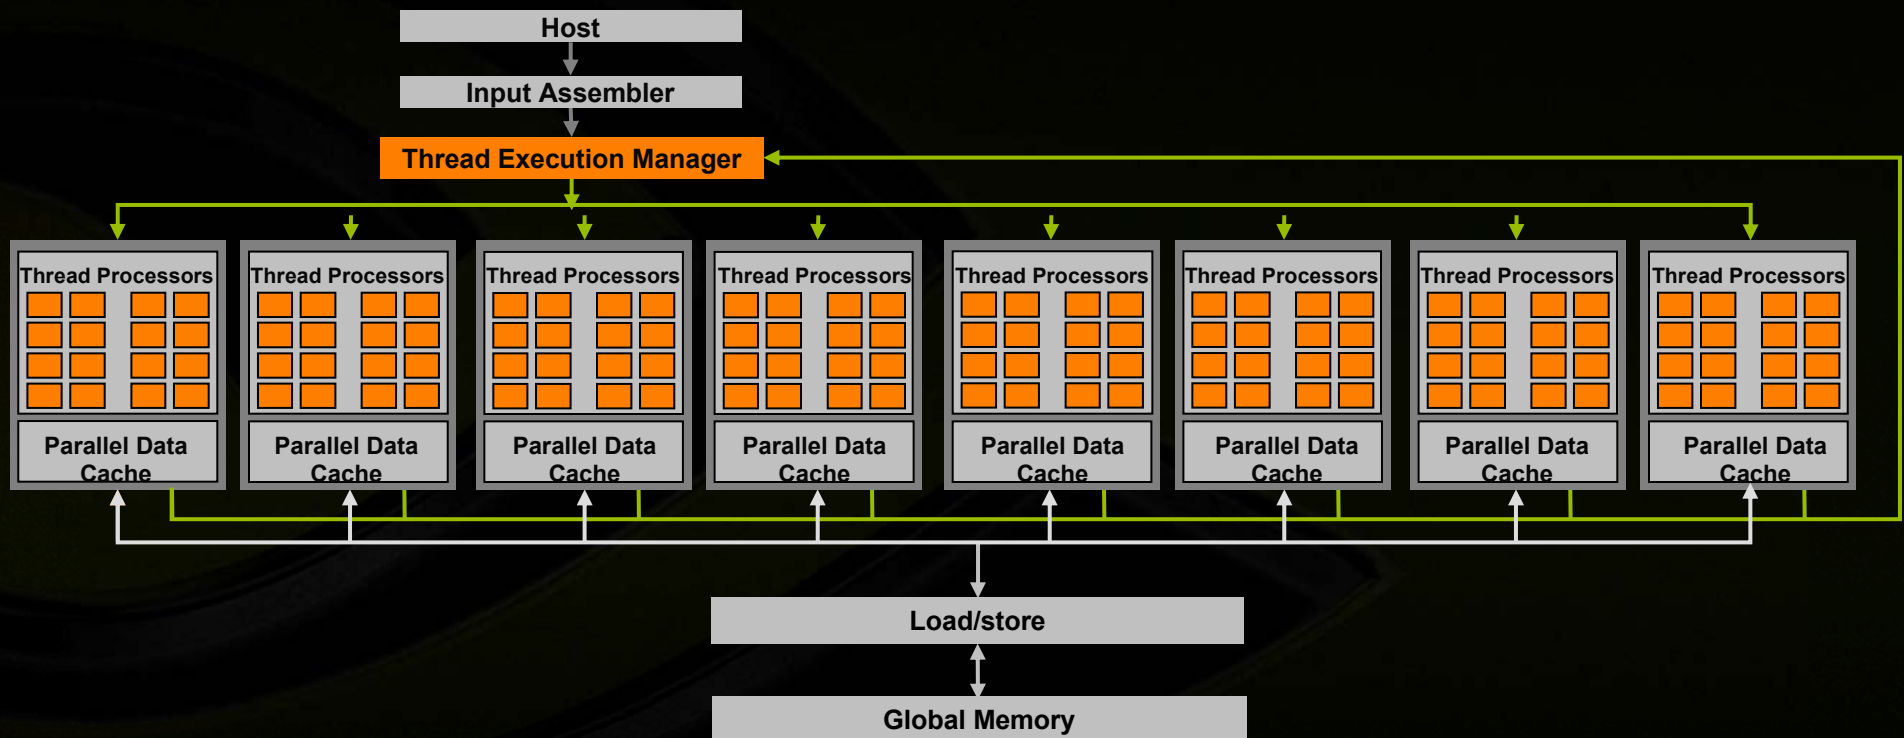 Host
Input Assembler
Thread Execution Manager
Thread Processors
Thread Processors
Thread Processors
Thread Processors
Thread Processors
Thread Processors
Thread Processors
Thread Processors
Parallel Data
Cache
Parallel Data
Cache
Parallel Data
Cache
Parallel Data
Cache
Parallel Data
Cache
Parallel Data
Cache
Parallel Data
Cache
Parallel Data
Cache
Load/store
Global Memory